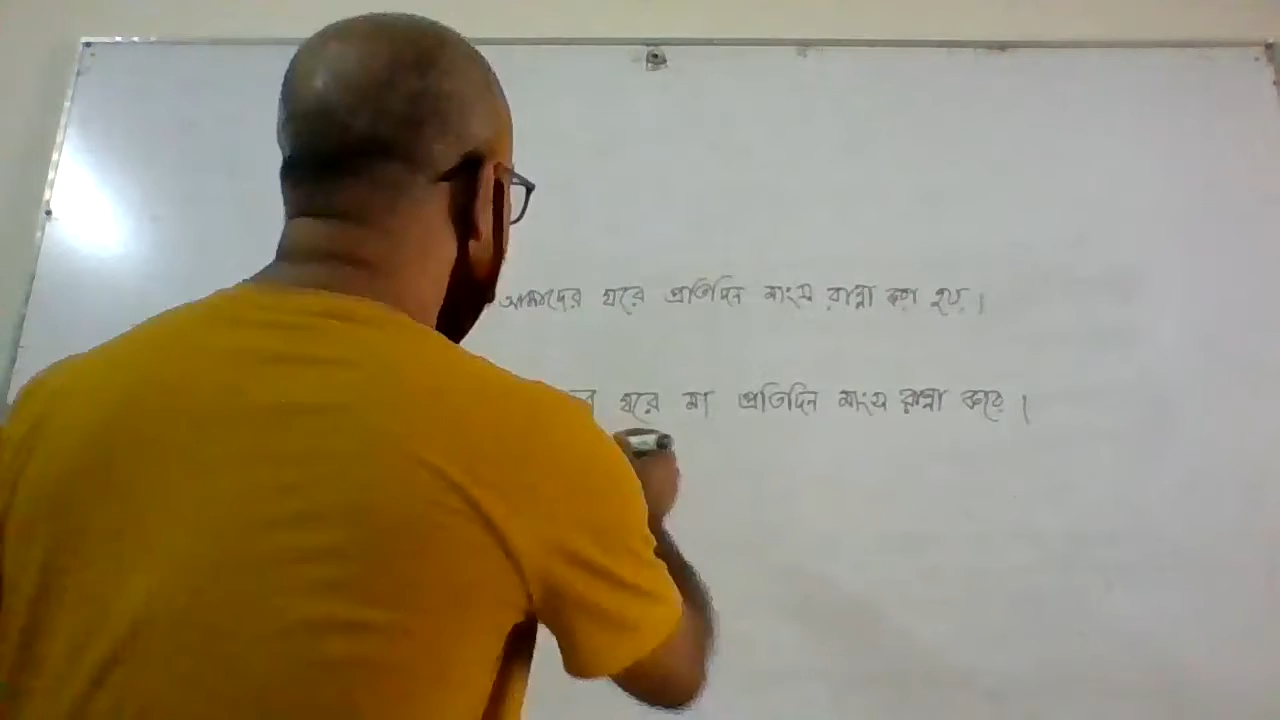 আমাদের ঘরে প্রতিদিন মাংস রান্না করা হয়।
ঘরে মা প্রতিদিন মাংস রান্না করে।